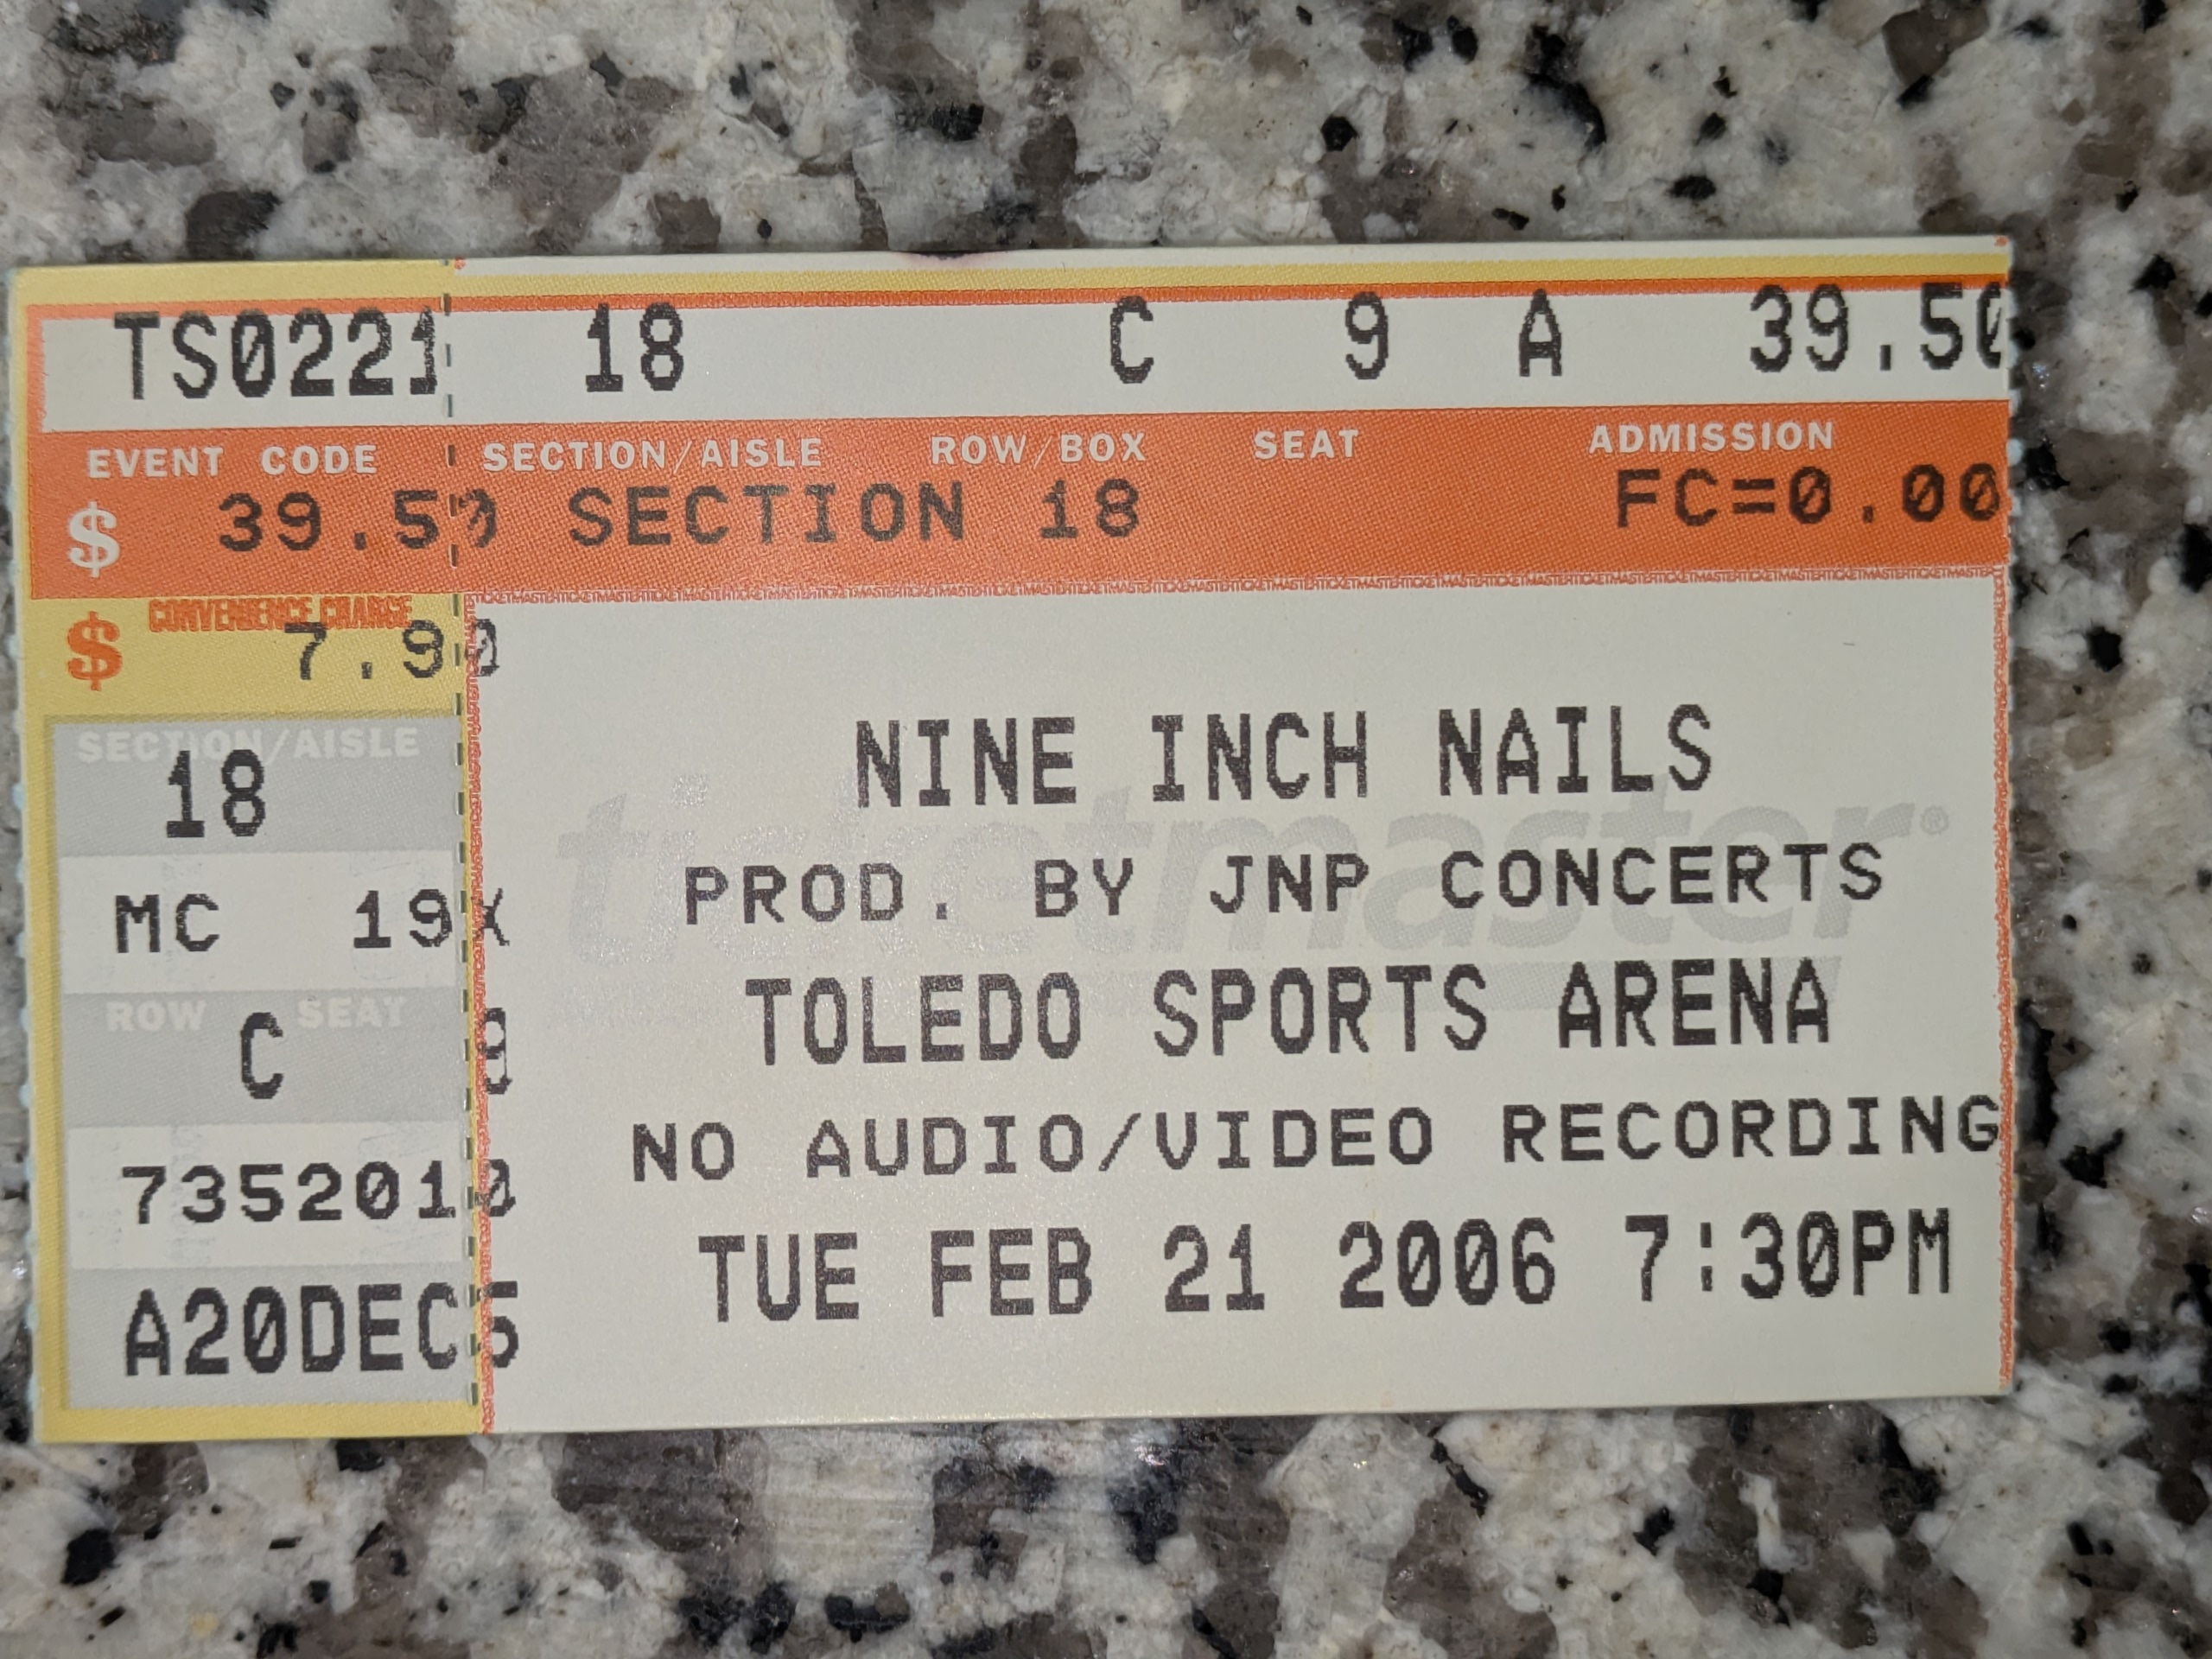 TS0221 18 C 9 A 39.50
EVENT CODE SECTION/AISLE ROW/BOX SEAT ADMISSION
$ 39.50 SECTION 18 FC=0.00
CONVENIENCE CHARGE
$ 7.90
SECTION/AISLE
18
MC 19X
ROW SEAT
C 9
7352010
A20DEC5
NINE INCH NAILS
ticketmaster®
PROD. BY JNP CONCERTS
TOLEDO SPORTS ARENA
NO AUDIO/VIDEO RECORDING
TUE FEB 21 2006 7:30PM